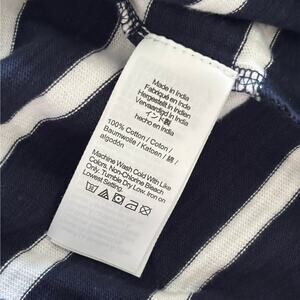 Made in India
Fabriqué en Inde
Hergestellt in Indien
Vervaardigd in India
インド製
hecho en India
100% Cotton / Coton /
Baumwolle / Katoen / 綿 /
algodón
Machine Wash Cold With Like
Colors. Non-Chlorine Bleach
Only. Tumble Dry Low. Iron on
Lowest Setting.